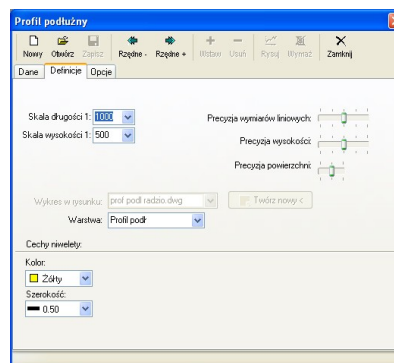 Profil podłużny
Nowy Otwórz Zapisz Rzędne - Rzędne + Wstaw Usuń Rysuj Wymaż Zamknij
Dane Definicje Opcje
Skala długości 1: 1000
Skala wysokości 1: 500
Precyzja wymiarów liniowych:
Precyzja wysokości:
Precyzja powierzchni:
Wykres w rysunku: prof podl radzio dwg Twórz nowy <
Warstwa: Profil podł
Cechy niwelety:
Kolor:
Żółty
Szerokość:
0.50